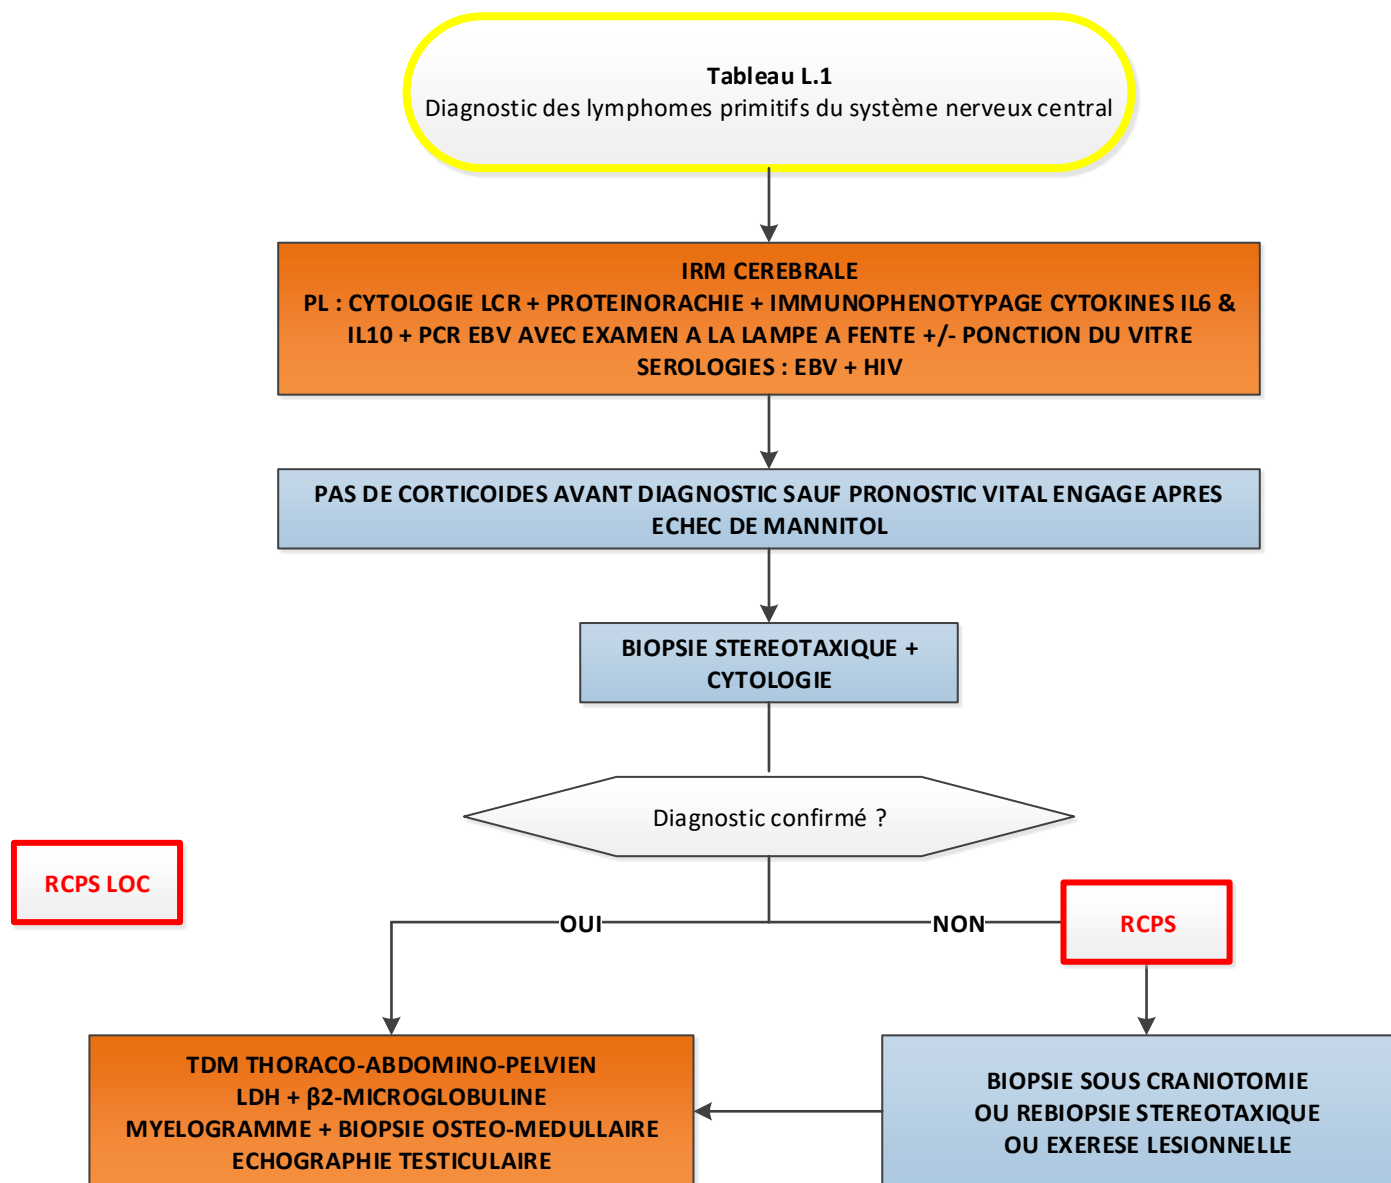 Tableau L.1
Diagnostic des lymphomes primitifs du système nerveux central
IRM CEREBRALE
PL : CYTOLOGIE LCR + PROTEINORACHIE + IMMUNOPHENOTYPAGE CYTOKINES IL6 &
IL10 + PCR EBV AVEC EXAMEN A LA LAMPE A FENTE +/- PONCTION DU VITRE
SEROLOGIES : EBV + HIV
PAS DE CORTICOIDES AVANT DIAGNOSTIC SAUF PRONOSTIC VITAL ENGAGE APRES
ECHEC DE MANNITOL
BIOPSIE STEREOTAXIQUE +
CYTOLOGIE
Diagnostic confirmé ?
RCPS LOC
OUI
NON
RCPS
TDM THORACO-ABDOMINO-PELVIEN
LDH + β2-MICROGLOBULINE
MYELOGRAMME + BIOPSIE OSTEO-MEDULLAIRE
ECHOGRAPHIE TESTICULAIRE
BIOPSIE SOUS CRANIOTOMIE
OU REBIOPSIE STEREOTAXIQUE
OU EXERESE LESIONNELLE